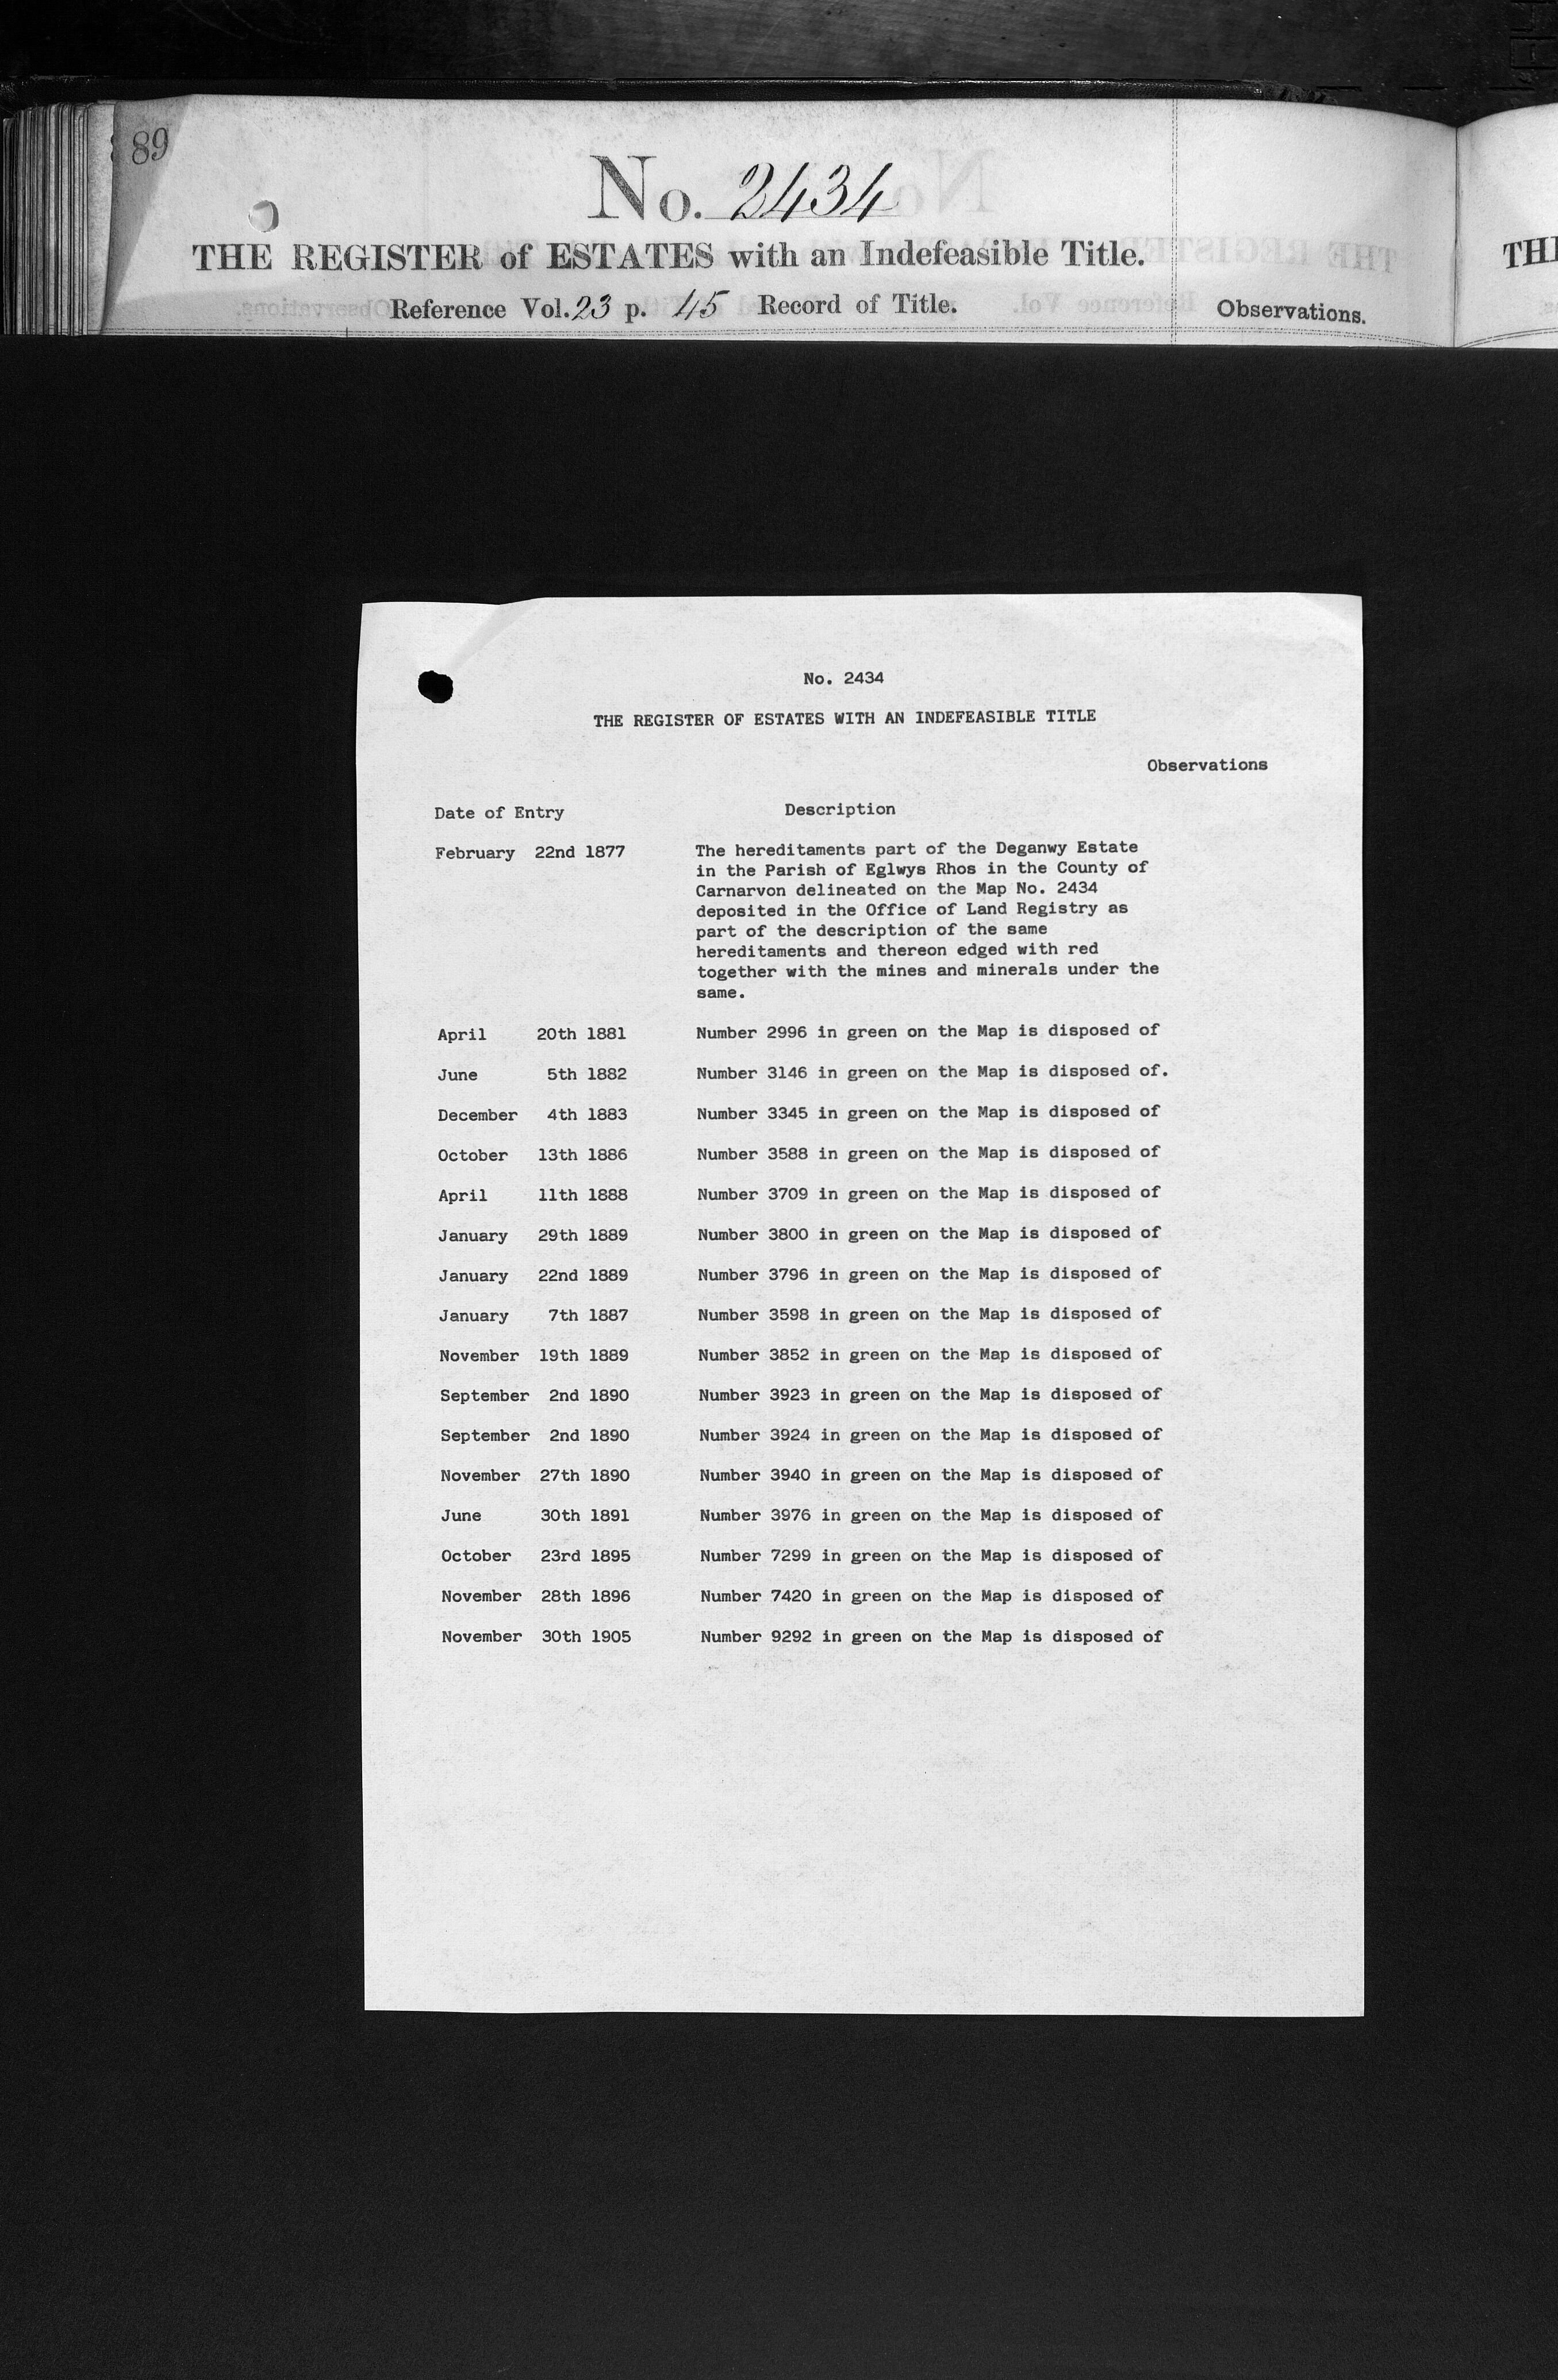 89
No. 2434
THE REGISTER of ESTATES with an Indefeasible Title.
Reference Vol. 23 p. 45 Record of Title.
Observations.
TH
No. 2434
THE REGISTER OF ESTATES WITH AN INDEFEASIBLE TITLE
Observations
Date of Entry Description
February 22nd 1877 The hereditaments part of the Deganwy Estate
in the Parish of Eglwys Rhos in the County of
Carnarvon delineated on the Map No. 2434
deposited in the Office of Land Registry as
part of the description of the same
hereditaments and thereon edged with red
together with the mines and minerals under the
same.
April 20th 1881 Number 2996 in green on the Map is disposed of
June 5th 1882 Number 3146 in green on the Map is disposed of.
December 4th 1883 Number 3345 in green on the Map is disposed of
October 13th 1886 Number 3588 in green on the Map is disposed of
April 11th 1888 Number 3709 in green on the Map is disposed of
January 29th 1889 Number 3800 in green on the Map is disposed of
January 22nd 1889 Number 3796 in green on the Map is disposed of
January 7th 1887 Number 3598 in green on the Map is disposed of
November 19th 1889 Number 3852 in green on the Map is disposed of
September 2nd 1890 Number 3923 in green on the Map is disposed of
September 2nd 1890 Number 3924 in green on the Map is disposed of
November 27th 1890 Number 3940 in green on the Map is disposed of
June 30th 1891 Number 3976 in green on the Map is disposed of
October 23rd 1895 Number 7299 in green on the Map is disposed of
November 28th 1896 Number 7420 in green on the Map is disposed of
November 30th 1905 Number 9292 in green on the Map is disposed of